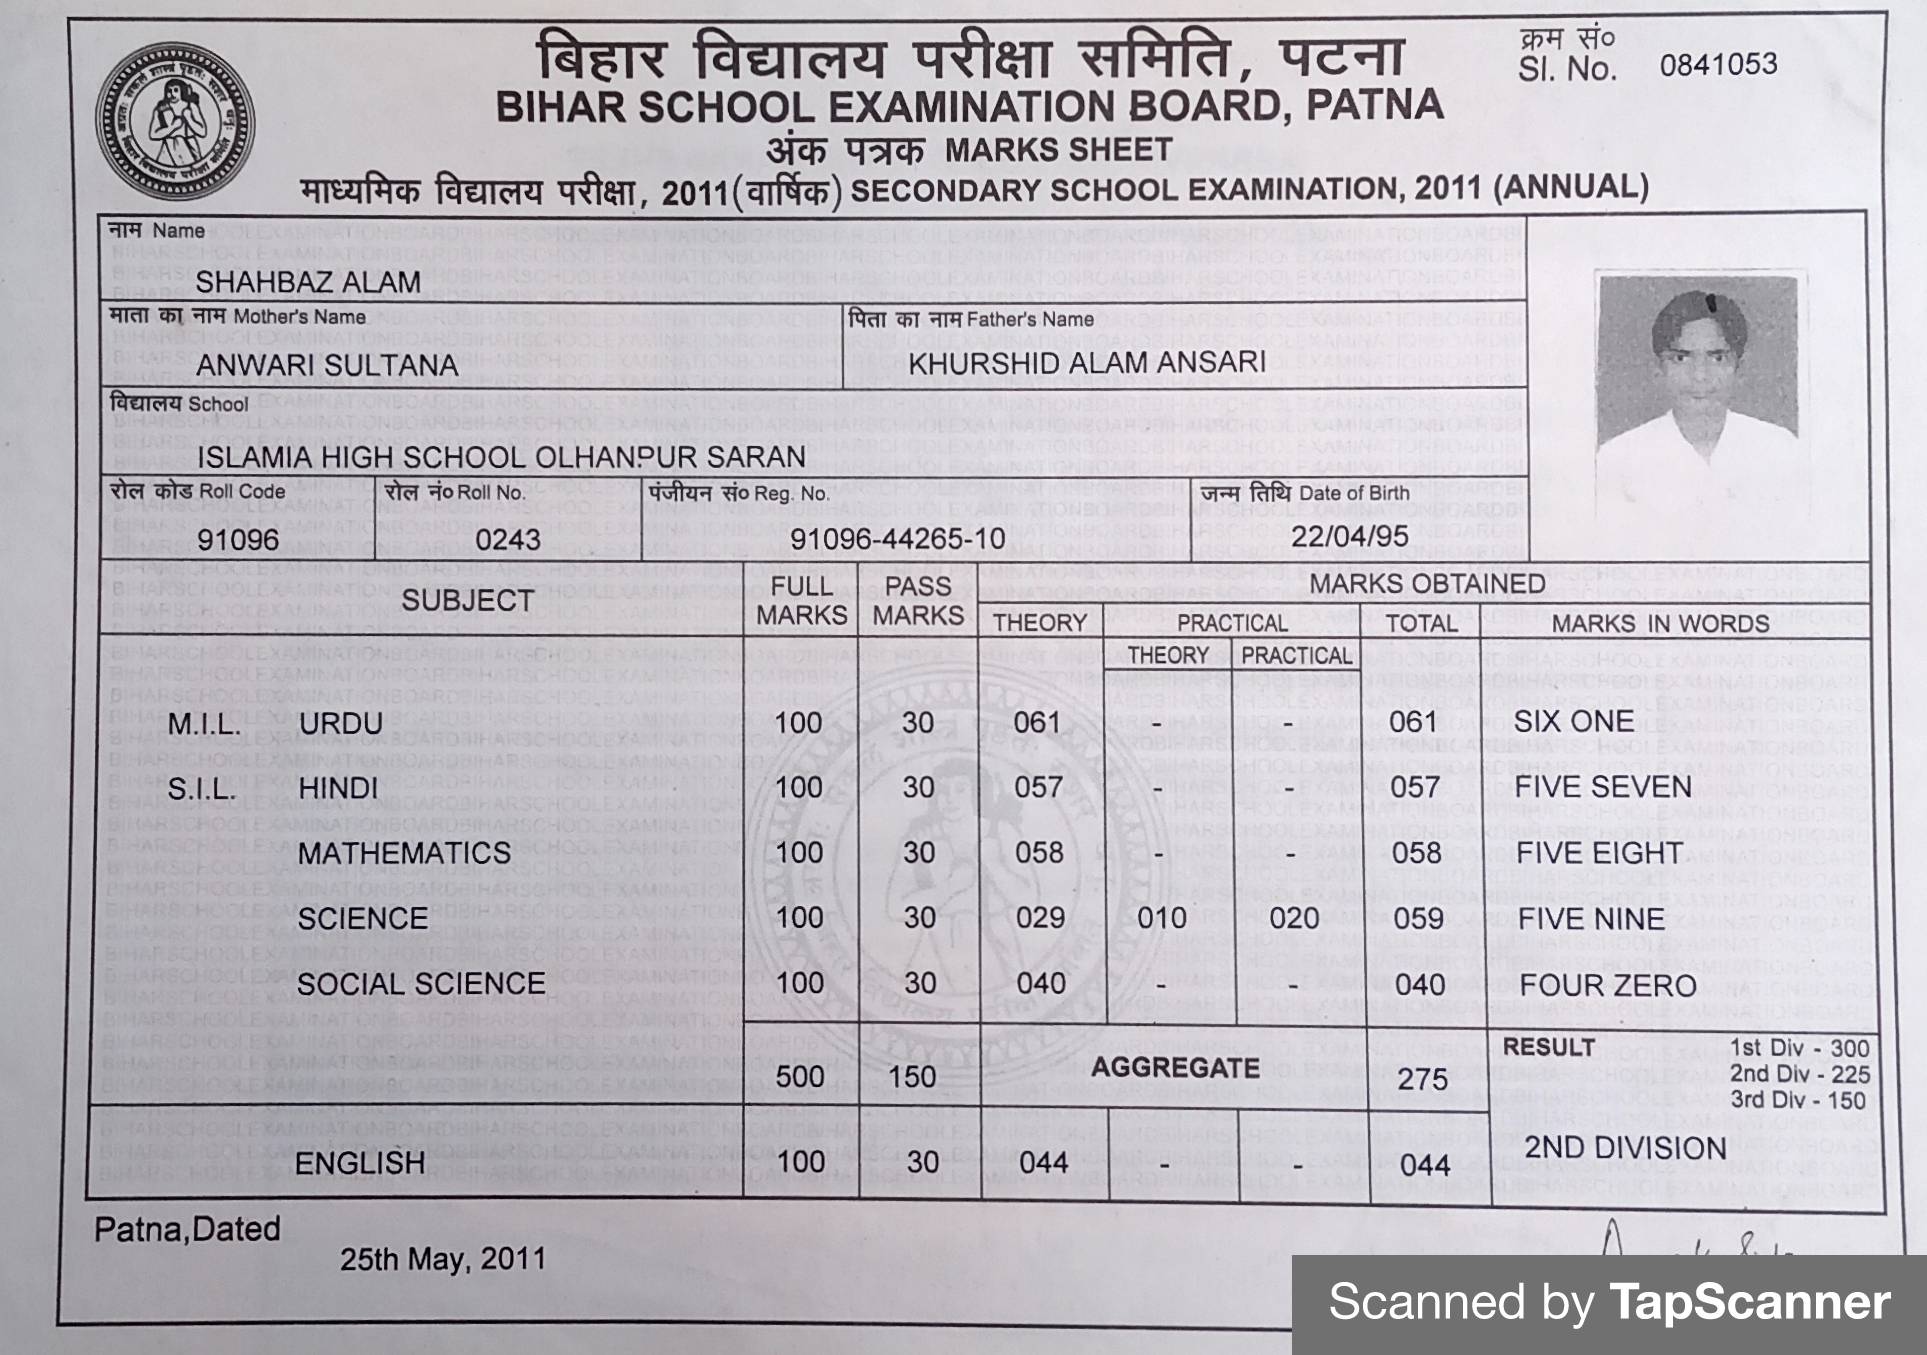 बिहार विद्यालय परीक्षा समिति, पटना
क्रम सं०
Sl. No. 0841053
BIHAR SCHOOL EXAMINATION BOARD, PATNA
अंक पत्रक MARKS SHEET
माध्यमिक विद्यालय परीक्षा, 2011(वार्षिक) SECONDARY SCHOOL EXAMINATION, 2011 (ANNUAL)
नाम Name
SHAHBAZ ALAM
माता का नाम Mother's Name पिता का नाम Father's Name
ANWARI SULTANA KHURSHID ALAM ANSARI
विद्यालय School
ISLAMIA HIGH SCHOOL OLHANPUR SARAN
रोल कोड Roll Code रोल नं० Roll No. पंजीयन सं० Reg. No. जन्म तिथि Date of Birth
91096 0243 91096-44265-10 22/04/95
SUBJECT FULL MARKS PASS MARKS MARKS OBTAINED
THEORY PRACTICAL TOTAL MARKS IN WORDS
THEORY PRACTICAL
M.I.L. URDU 100 30 061 - - 061 SIX ONE
S.I.L. HINDI 100 30 057 - - 057 FIVE SEVEN
MATHEMATICS 100 30 058 - - 058 FIVE EIGHT
SCIENCE 100 30 029 010 020 059 FIVE NINE
SOCIAL SCIENCE 100 30 040 - - 040 FOUR ZERO
500 150 AGGREGATE 275
RESULT 1st Div - 300
2nd Div - 225
3rd Div - 150
ENGLISH 100 30 044 - - 044
2ND DIVISION
Patna,Dated
25th May, 2011
Scanned by TapScanner